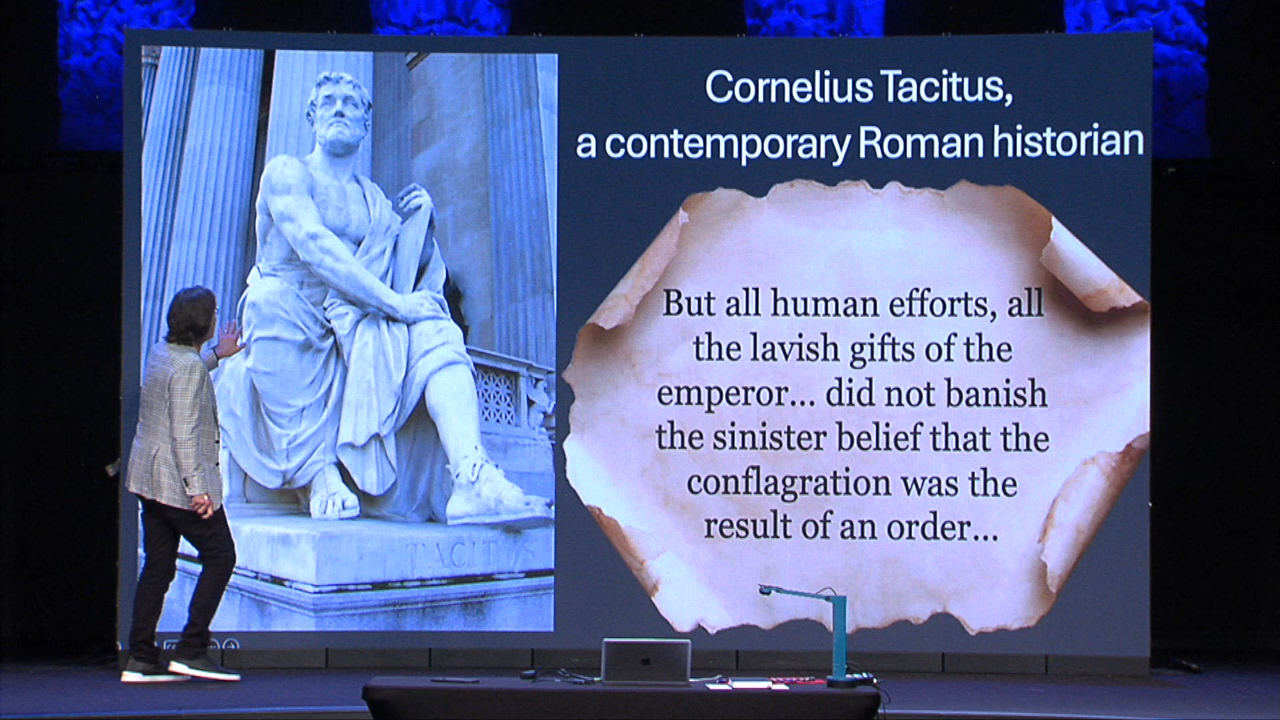 Cornelius Tacitus,
a contemporary Roman historian
But all human efforts, all
the lavish gifts of the
emperor... did not banish
the sinister belief that the
conflagration was the
result of an order...
TACITUS